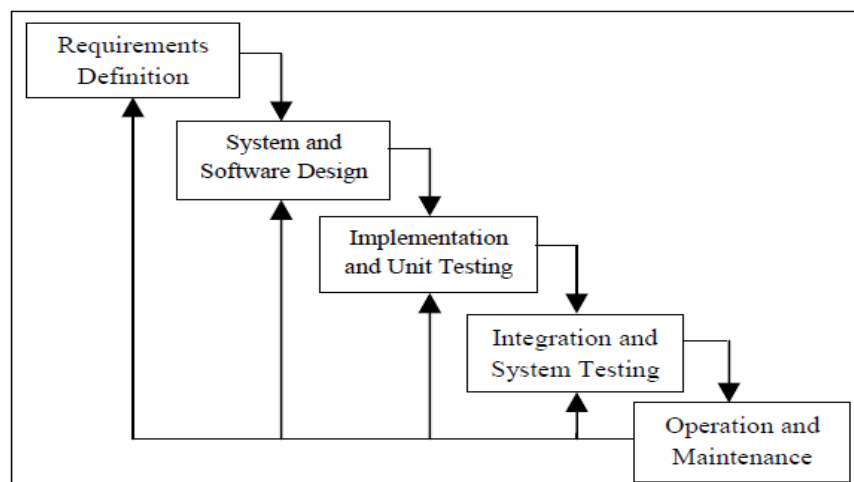 Requirements
Definition
System and
Software Design
Implementation
and Unit Testing
Integration and
System Testing
Operation and
Maintenance